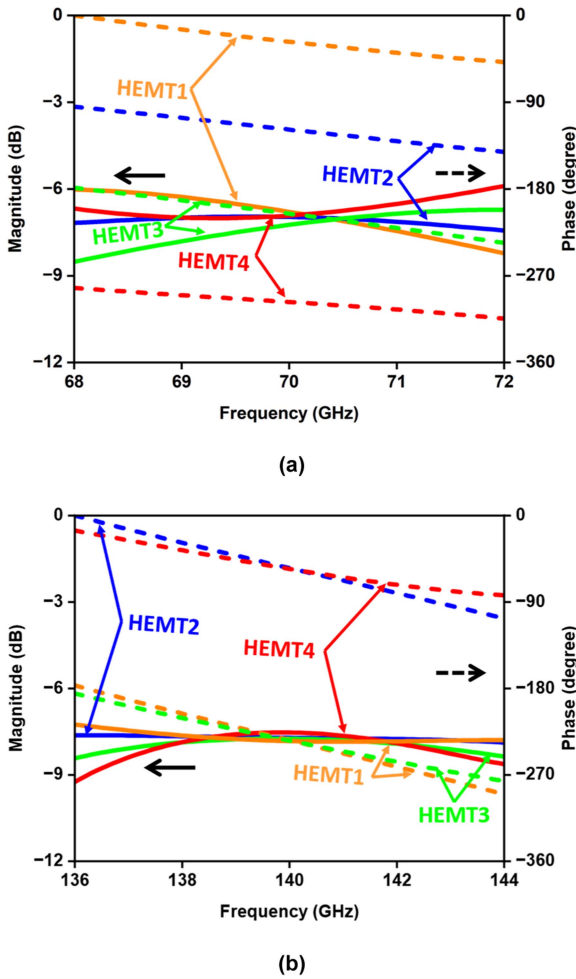 0
−3
−6
−9
−12
Magnitude (dB)
0
−90
−180
−270
−360
Phase (degree)
HEMT1
HEMT2
HEMT3
HEMT4
68
69
70
71
72
Frequency (GHz)
(a)
0
−3
−6
−9
−12
Magnitude (dB)
0
−90
−180
−270
−360
Phase (degree)
HEMT2
HEMT4
HEMT1
HEMT3
136
138
140
142
144
Frequency (GHz)
(b)